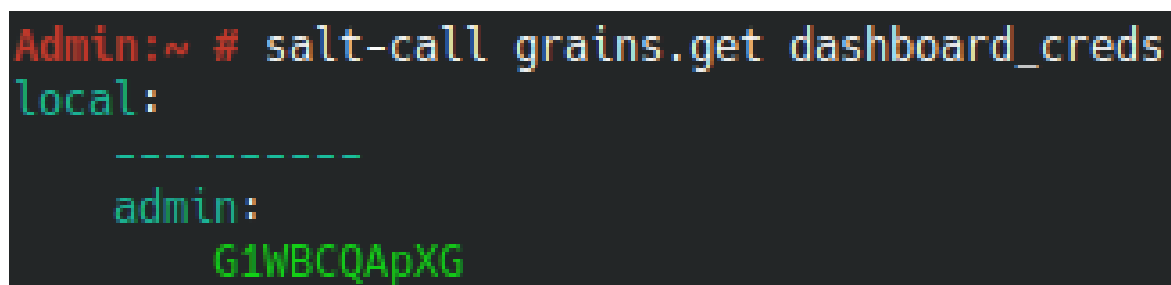 Admin:~ # salt-call grains.get dashboard_creds
local:
    ----------
    admin:
        G1WBCQApXG